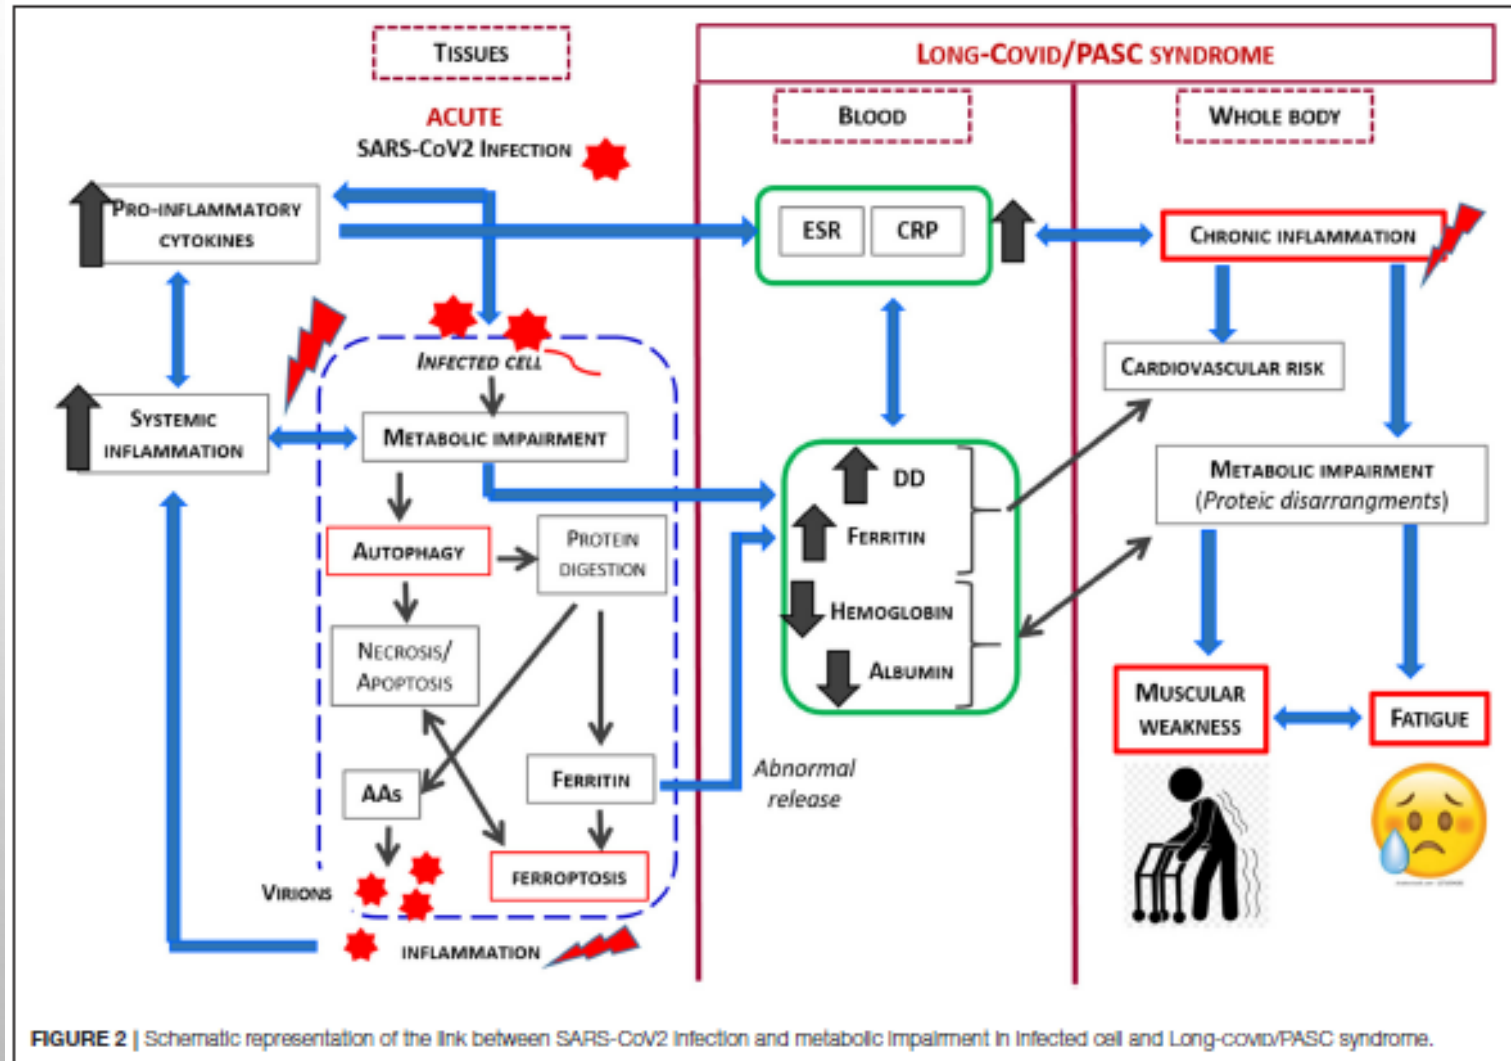 TISSUES
LONG-COVID/PASC SYNDROME
BLOOD
WHOLE BODY
ACUTE
SARS-COV2 INFECTION
PRO-INFLAMMATORY
CYTOKINES
ESR
CRP
CHRONIC INFLAMMATION
INFECTED CELL
CARDIOVASCULAR RISK
SYSTEMIC
INFLAMMATION
METABOLIC IMPAIRMENT
METABOLIC IMPAIRMENT
(Proteic disarrangments)
DD
FERRITIN
HEMOGLOBIN
ALBUMIN
AUTOPHAGY
PROTEIN
DIGESTION
NECROSIS/
APOPTOSIS
MUSCULAR
WEAKNESS
FATIGUE
AAS
FERRITIN
Abnormal
release
FERROPTOSIS
VIRIONS
INFLAMMATION
FIGURE 2 | Schematic representation of the link between SARS-CoV2 infection and metabolic impairment in infected cell and Long-COVID/PASC syndrome.